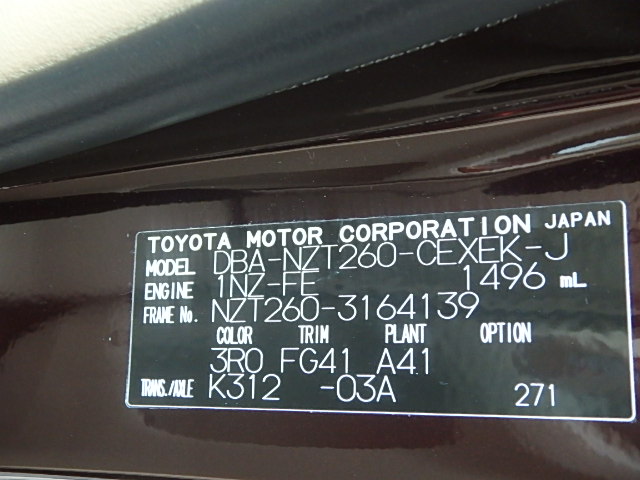 TOYOTA MOTOR CORPORATION JAPAN
MODEL DBA-NZT260-CEXEK-J
ENGINE 1NZ-FE 1496 mL
FRAME No. NZT260-3164139
COLOR TRIM PLANT OPTION
3R0 FG41 A41
TRANS./AXLE K312 -03A 271